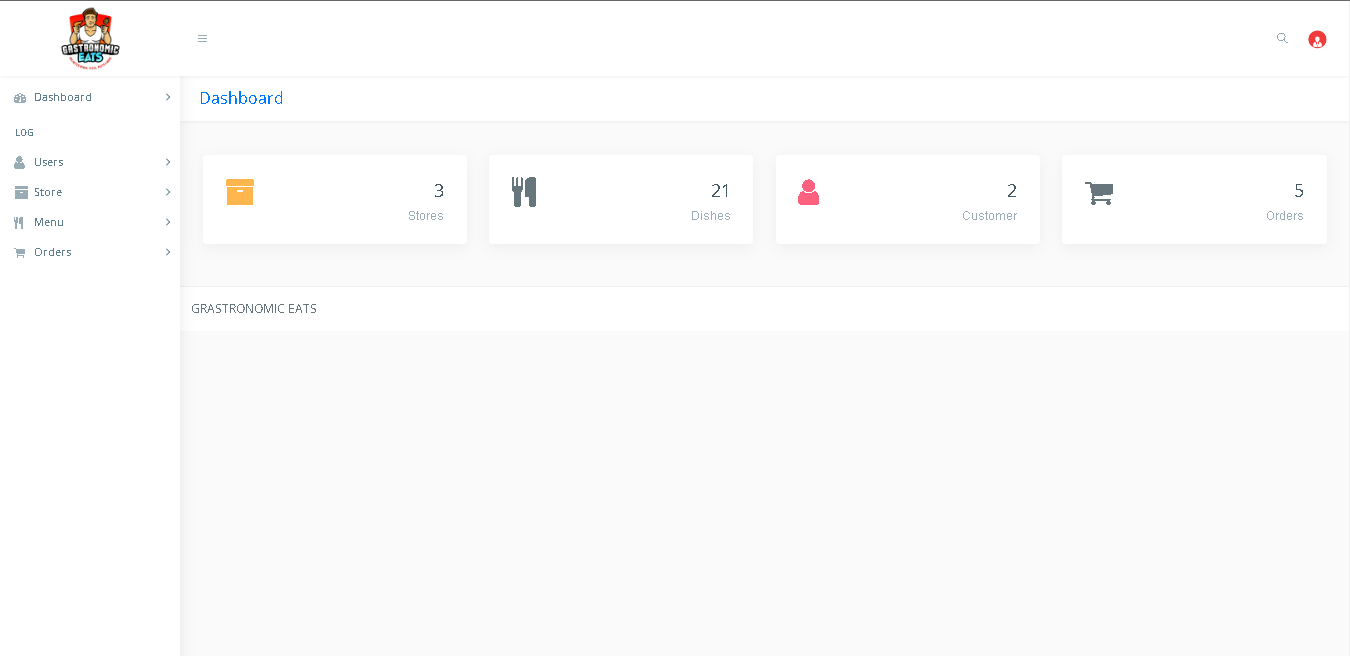 GASTRONOMIC
EATS
Dashboard
LOG
Users
Store
Menu
Orders
Dashboard
3
Stores
21
Dishes
2
Customer
5
Orders
GRASTRONOMIC EATS